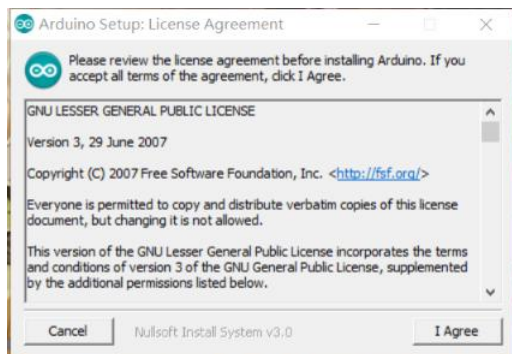 Arduino Setup: License Agreement
Please review the license agreement before installing Arduino. If you
accept all terms of the agreement, click I Agree.
GNU LESSER GENERAL PUBLIC LICENSE
Version 3, 29 June 2007
Copyright (C) 2007 Free Software Foundation, Inc. <http://fsf.org/>
Everyone is permitted to copy and distribute verbatim copies of this license
document, but changing it is not allowed.
This version of the GNU Lesser General Public License incorporates the terms
and conditions of version 3 of the GNU General Public License, supplemented
by the additional permissions listed below.
Cancel
Nullsoft Install System v3.0
I Agree